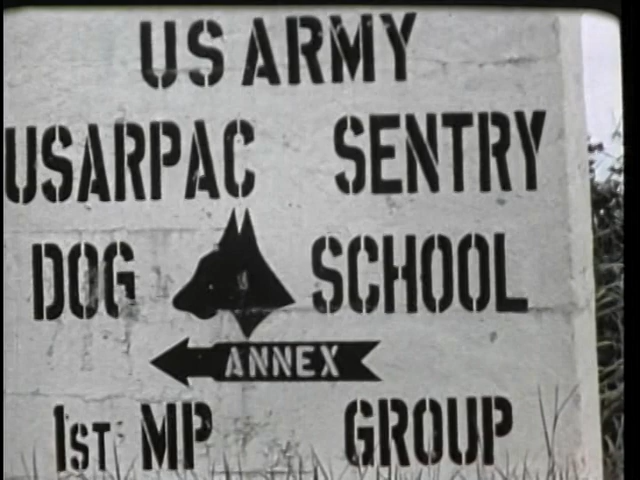 US ARMY
USARPAC SENTRY
DOG SCHOOL
ANNEX
1ST MP GROUP